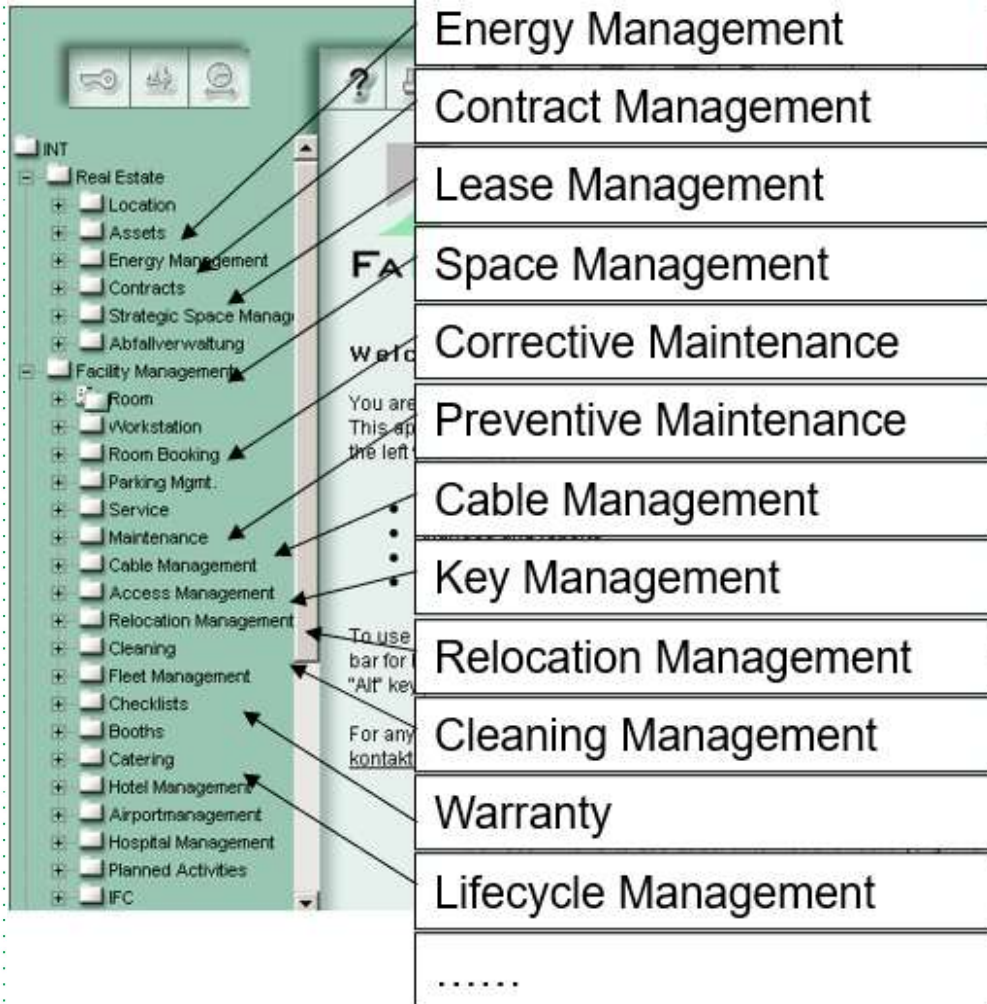 INT
Real Estate
Location
Assets
Energy Management
Contracts
Strategic Space Manag
Abfallverwaltung
Facility Management
Room
Workstation
Room Booking
Parking Mgmt.
Service
Maintenance
Cable Management
Access Management
Relocation Management
Cleaning
Fleet Management
Checklists
Booths
Catering
Hotel Management
Airportmanagement
Hospital Management
Planned Activities
IFC
?
FA
Welc
You are
This ap
the left
To use
bar for
"Alt" key
For any
kontakt
Energy Management
Contract Management
Lease Management
Space Management
Corrective Maintenance
Preventive Maintenance
Cable Management
Key Management
Relocation Management
Cleaning Management
Warranty
Lifecycle Management
......